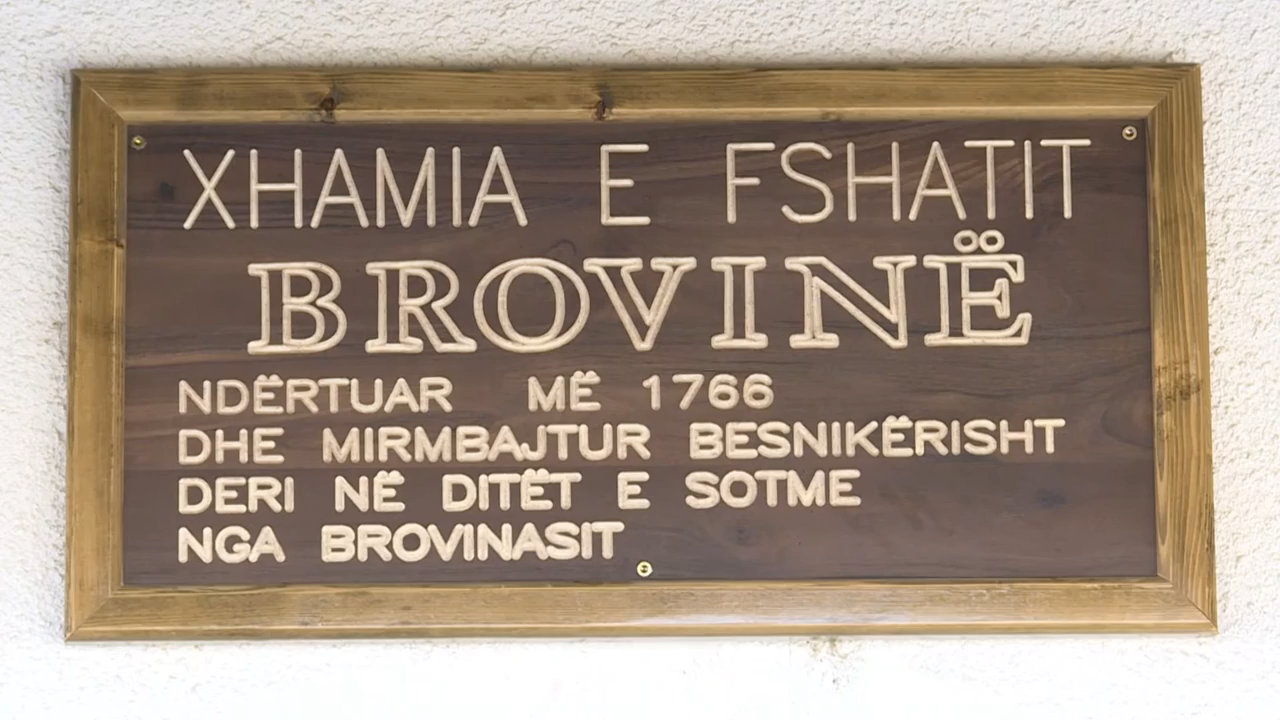 XHAMIA E FSHATIT
BROVINË
NDËRTUAR MË 1766
DHE MIRMBAJTUR BESNIKËRISHT
DERI NË DITËT E SOTME
NGA BROVINASIT